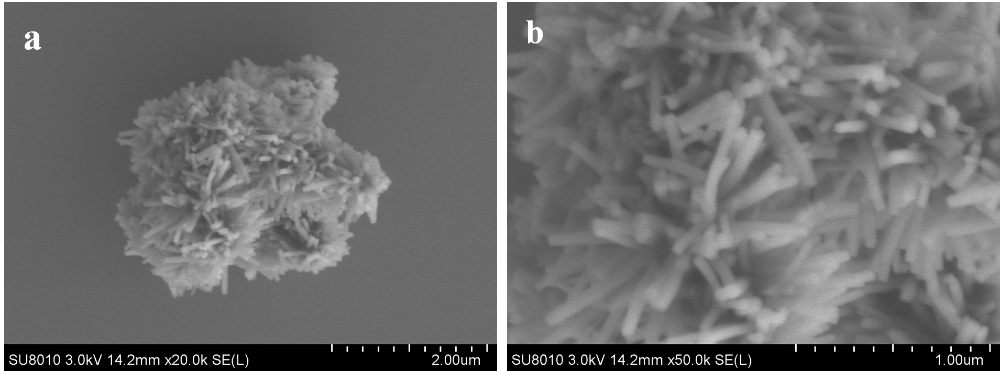 a
b
SU8010 3.0kV 14.2mm x20.0k SE(L) 2.00um
SU8010 3.0kV 14.2mm x50.0k SE(L) 1.00um